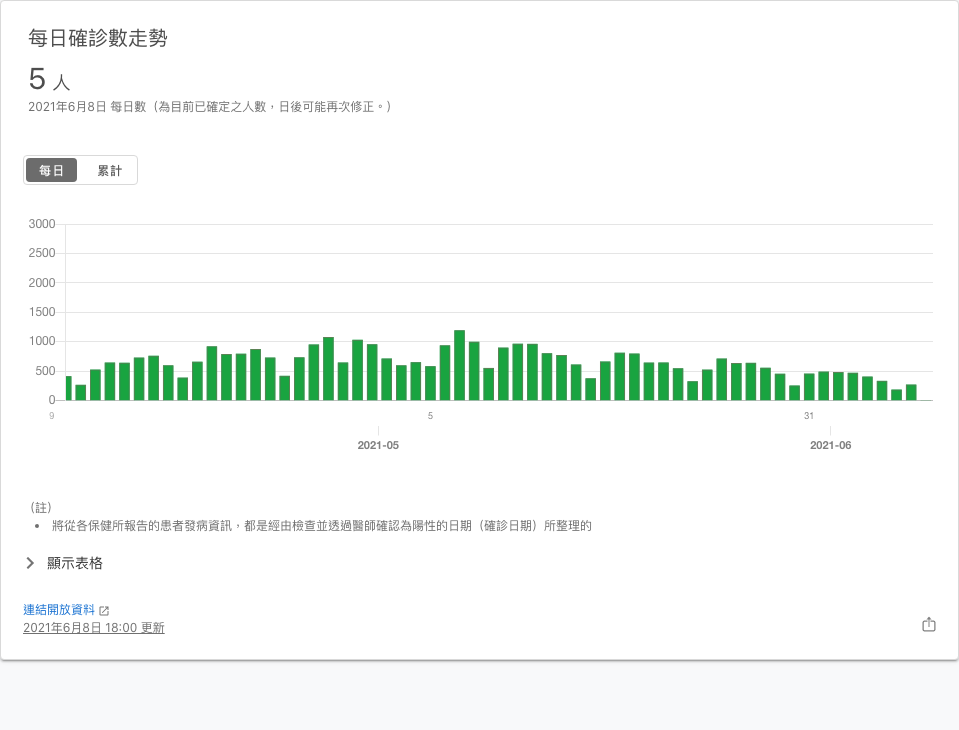 每日確診數走勢
5 人
2021年6月8日 每日數（為目前已確定之人數，日後可能再次修正。）
每日 累計
3000
2500
2000
1500
1000
500
0
9 5 31
2021-05 2021-06
（註）
• 將從各保健所報告的患者發病資訊，都是經由檢查並透過醫師確認為陽性的日期（確診日期）所整理的
顯示表格
連結開放資料
2021年6月8日 18:00 更新